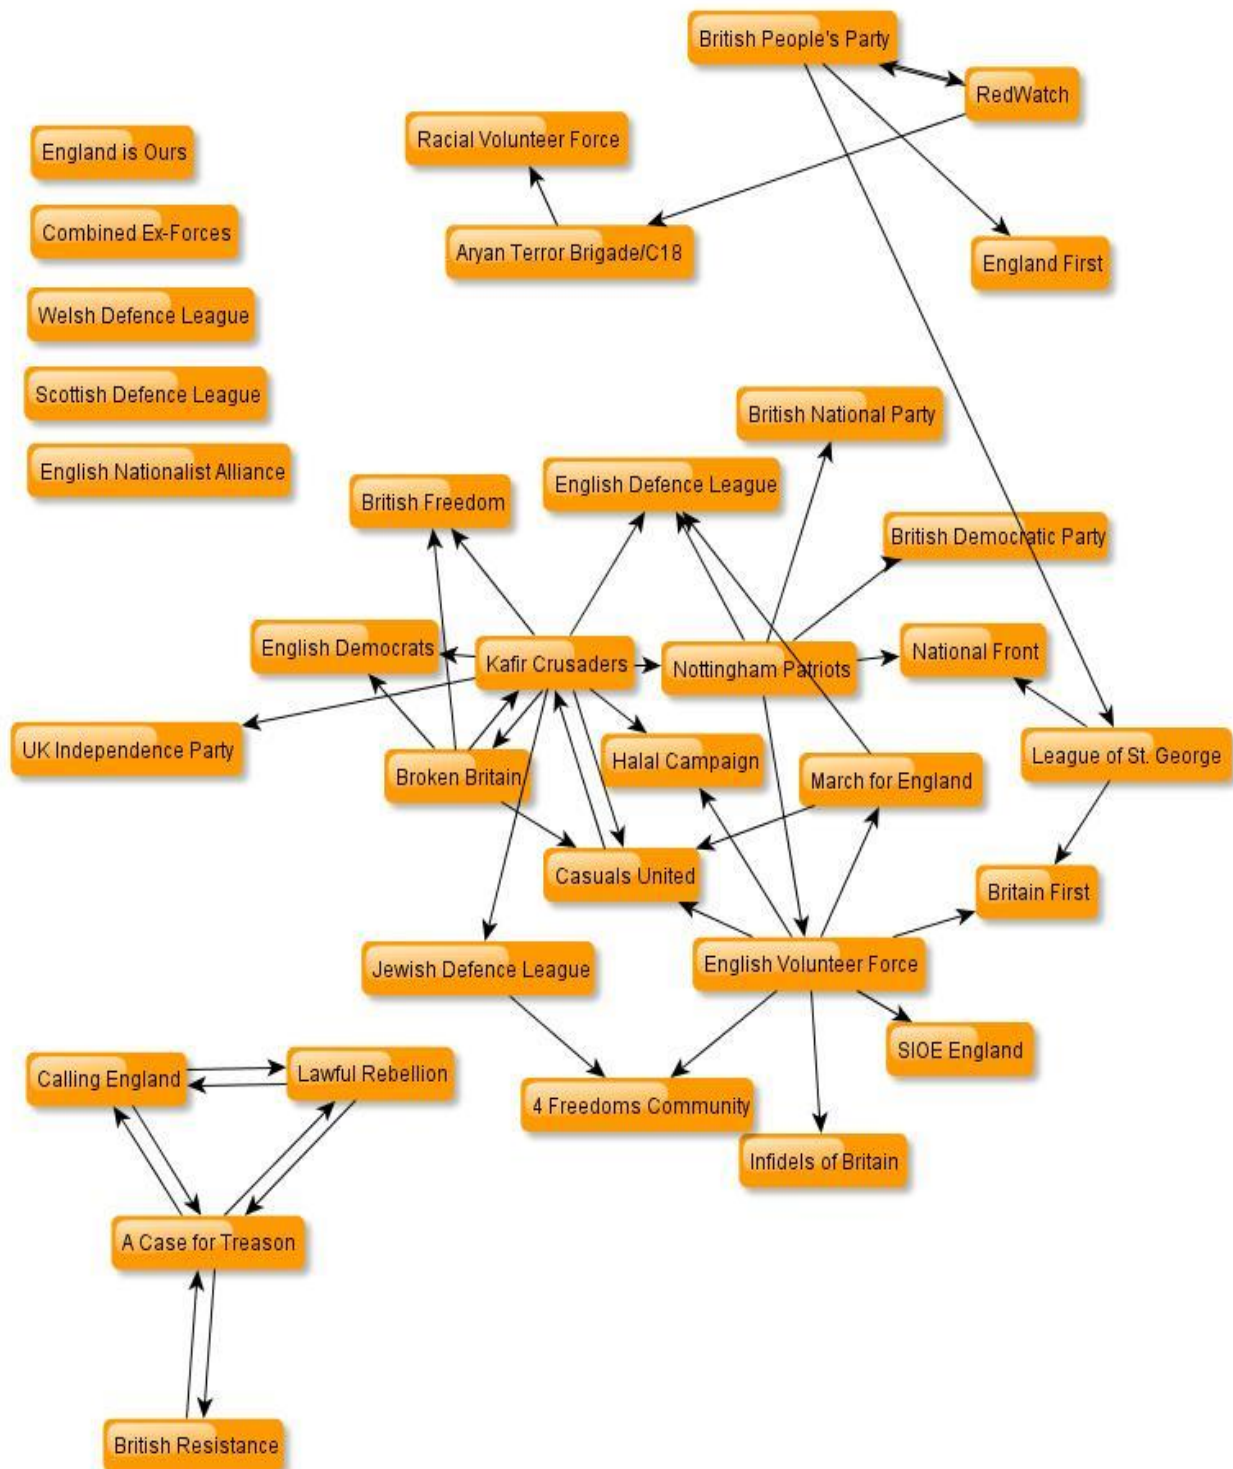 British People's Party
RedWatch
Racial Volunteer Force
England is Ours
Combined Ex-Forces
Aryan Terror Brigade/C18
England First
Welsh Defence League
Scottish Defence League
British National Party
English Nationalist Alliance
English Defence League
British Freedom
British Democratic Party
English Democrats
Kafir Crusaders
Nottingham Patriots
National Front
UK Independence Party
Broken Britain
Halal Campaign
March for England
League of St. George
Casuals United
Britain First
Jewish Defence League
English Volunteer Force
SIOE England
Calling England
Lawful Rebellion
4 Freedoms Community
Infidels of Britain
A Case for Treason
British Resistance